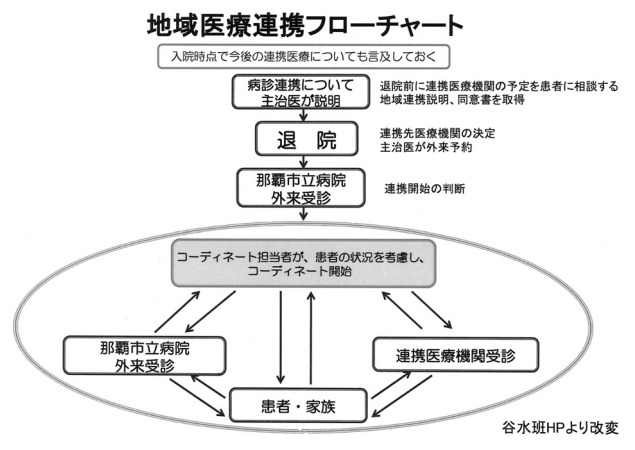 地域医療連携フローチャート
入院時点で今後の連携医療についても言及しておく
病診連携について
主治医が説明
退院前に連携医療機関の予定を患者に相談する
地域連携説明、同意書を取得
退　院
連携先医療機関の決定
主治医が外来予約
那覇市立病院
外来受診
連携開始の判断
コーディネート担当者が、患者の状況を考慮し、
コーディネート開始
那覇市立病院
外来受診
連携医療機関受診
患者・家族
谷水班HPより改変